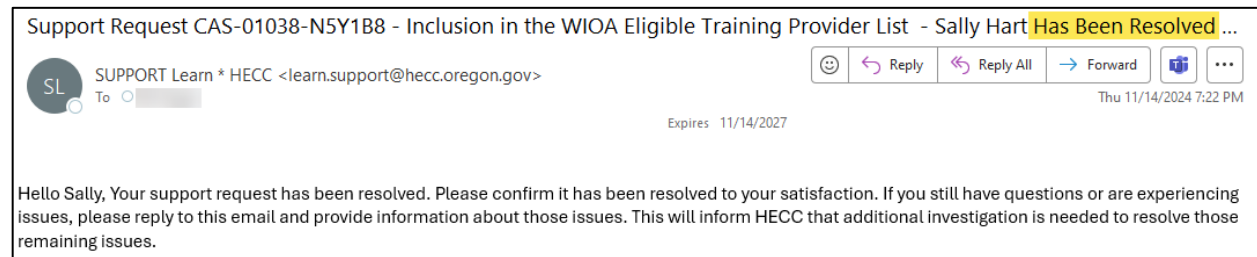 Support Request CAS-01038-N5Y1B8 - Inclusion in the WIOA Eligible Training Provider List - Sally Hart Has Been Resolved ...
SL
SUPPORT Learn * HECC <learn.support@hecc.oregon.gov>
To
Reply
Reply All
Forward
...
Thu 11/14/2024 7:22 PM
Expires 11/14/2027
Hello Sally, Your support request has been resolved. Please confirm it has been resolved to your satisfaction. If you still have questions or are experiencing
issues, please reply to this email and provide information about those issues. This will inform HECC that additional investigation is needed to resolve those
remaining issues.